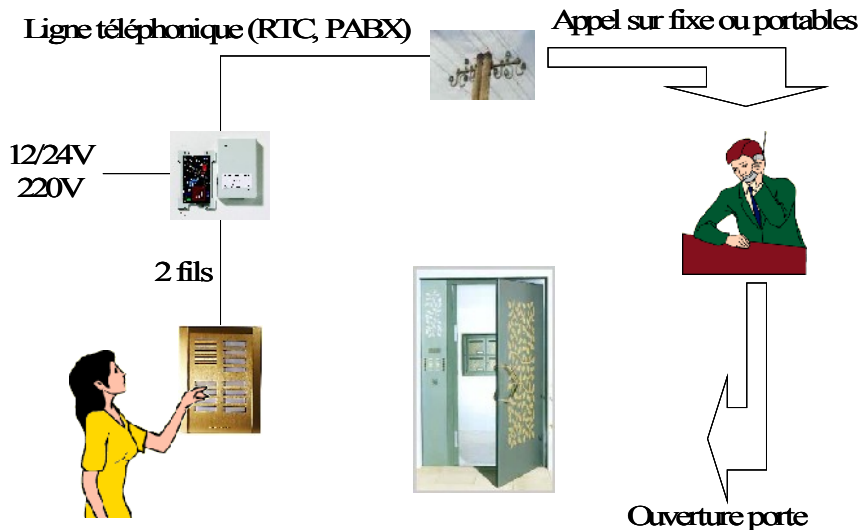 Ligne téléphonique (RTC, PABX)
Appel sur fixe ou portables
12/24V
220V
2 fils
Ouverture porte